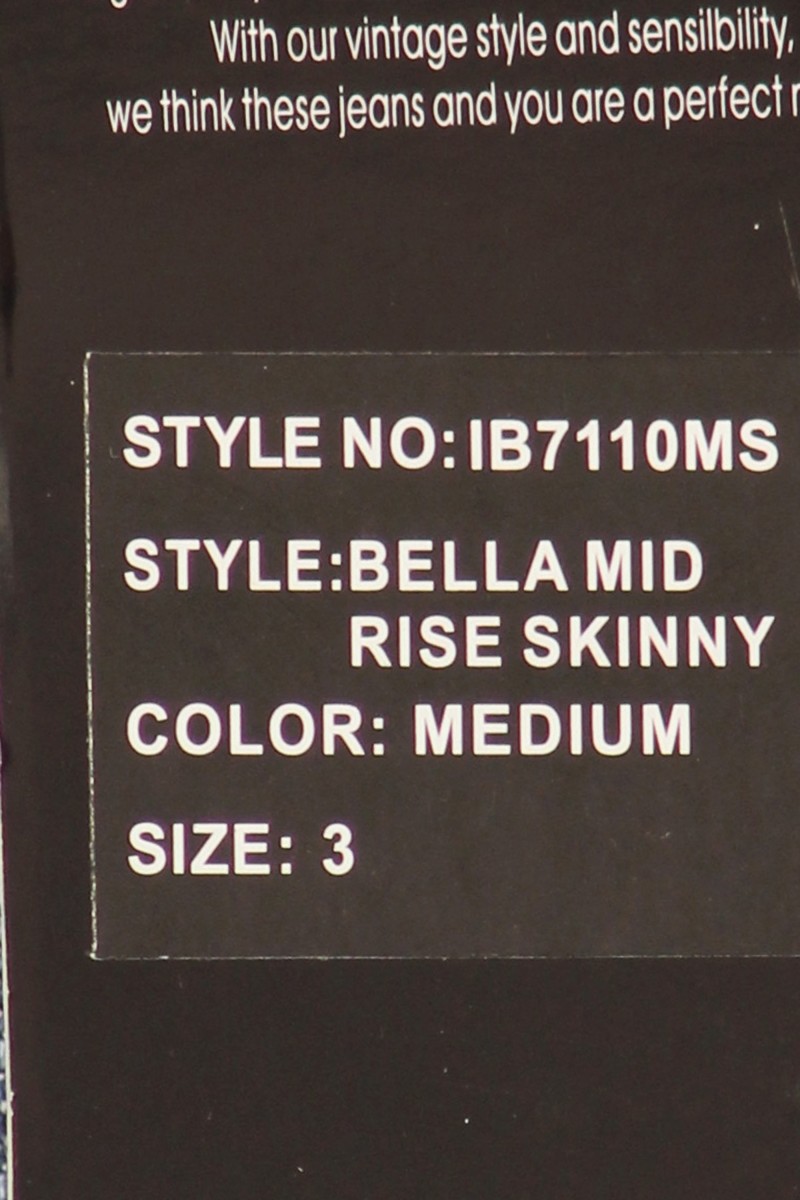 With our vintage style and sensilbility,
we think these jeans and you are a perfect
STYLE NO: IB7110MS
STYLE:BELLA MID
RISE SKINNY
COLOR: MEDIUM
SIZE: 3